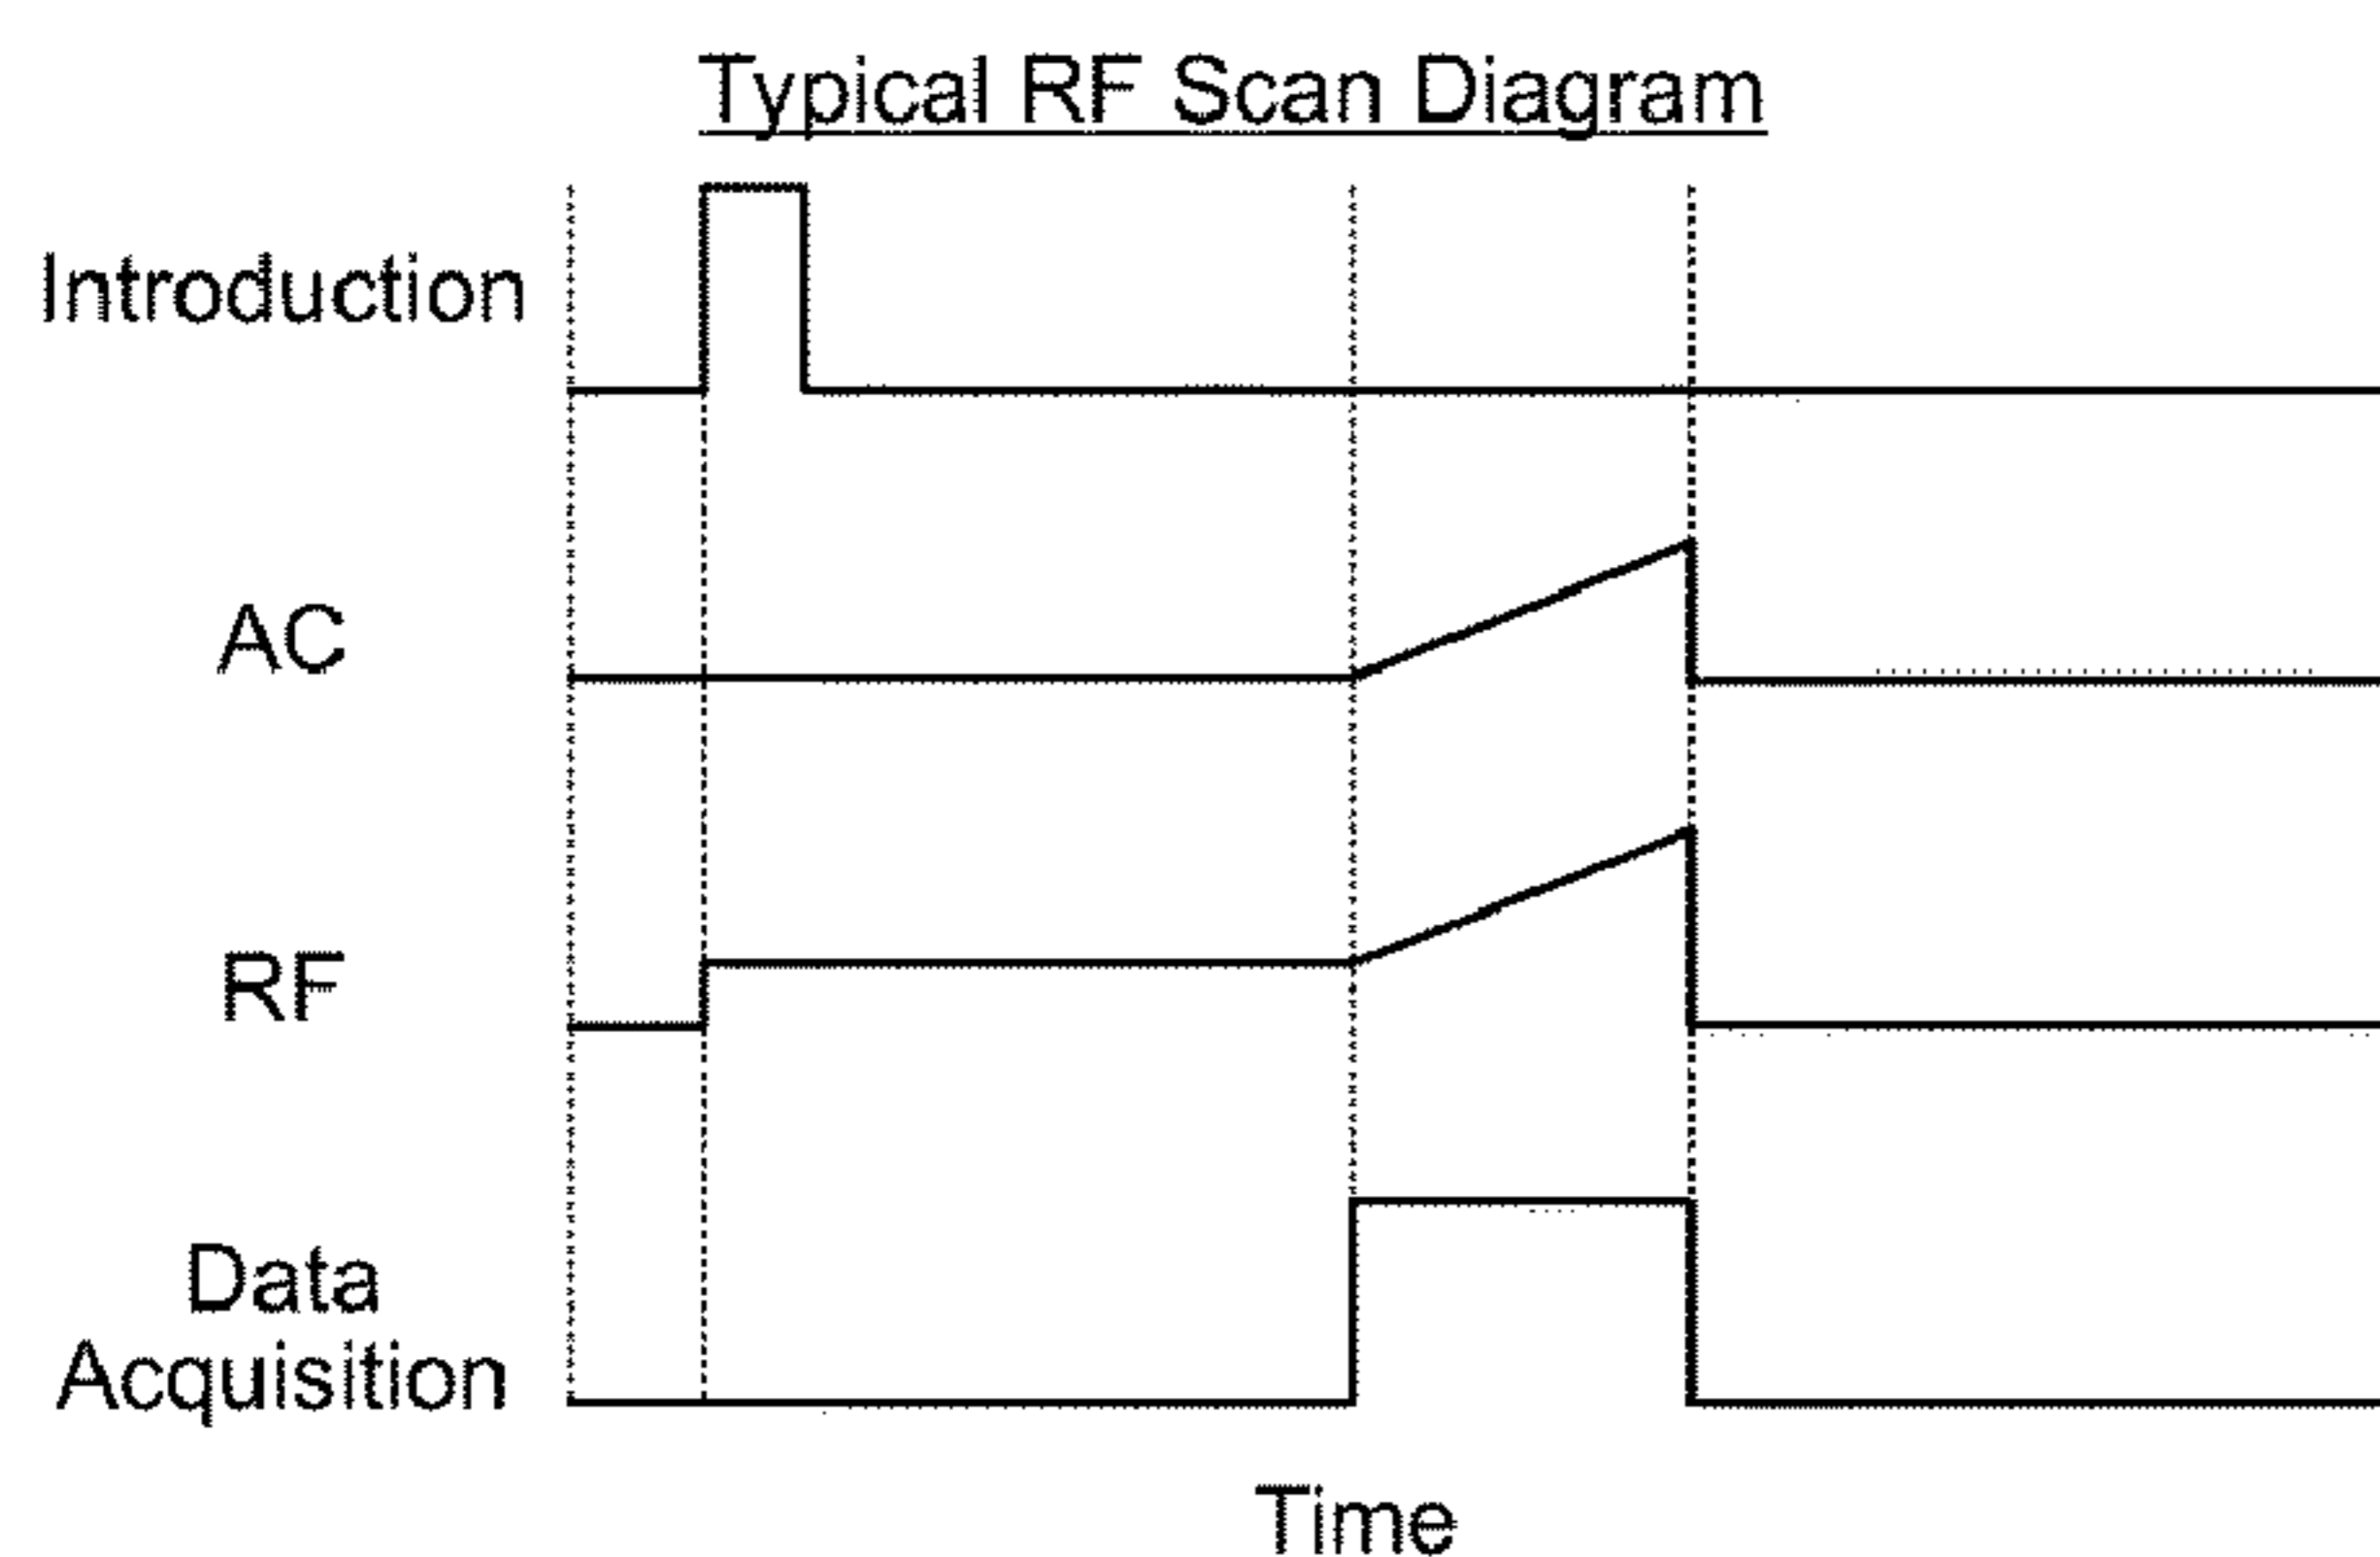 Typical RF Scan Diagram
Introduction
AC
RF
Data
Acquisition
Time